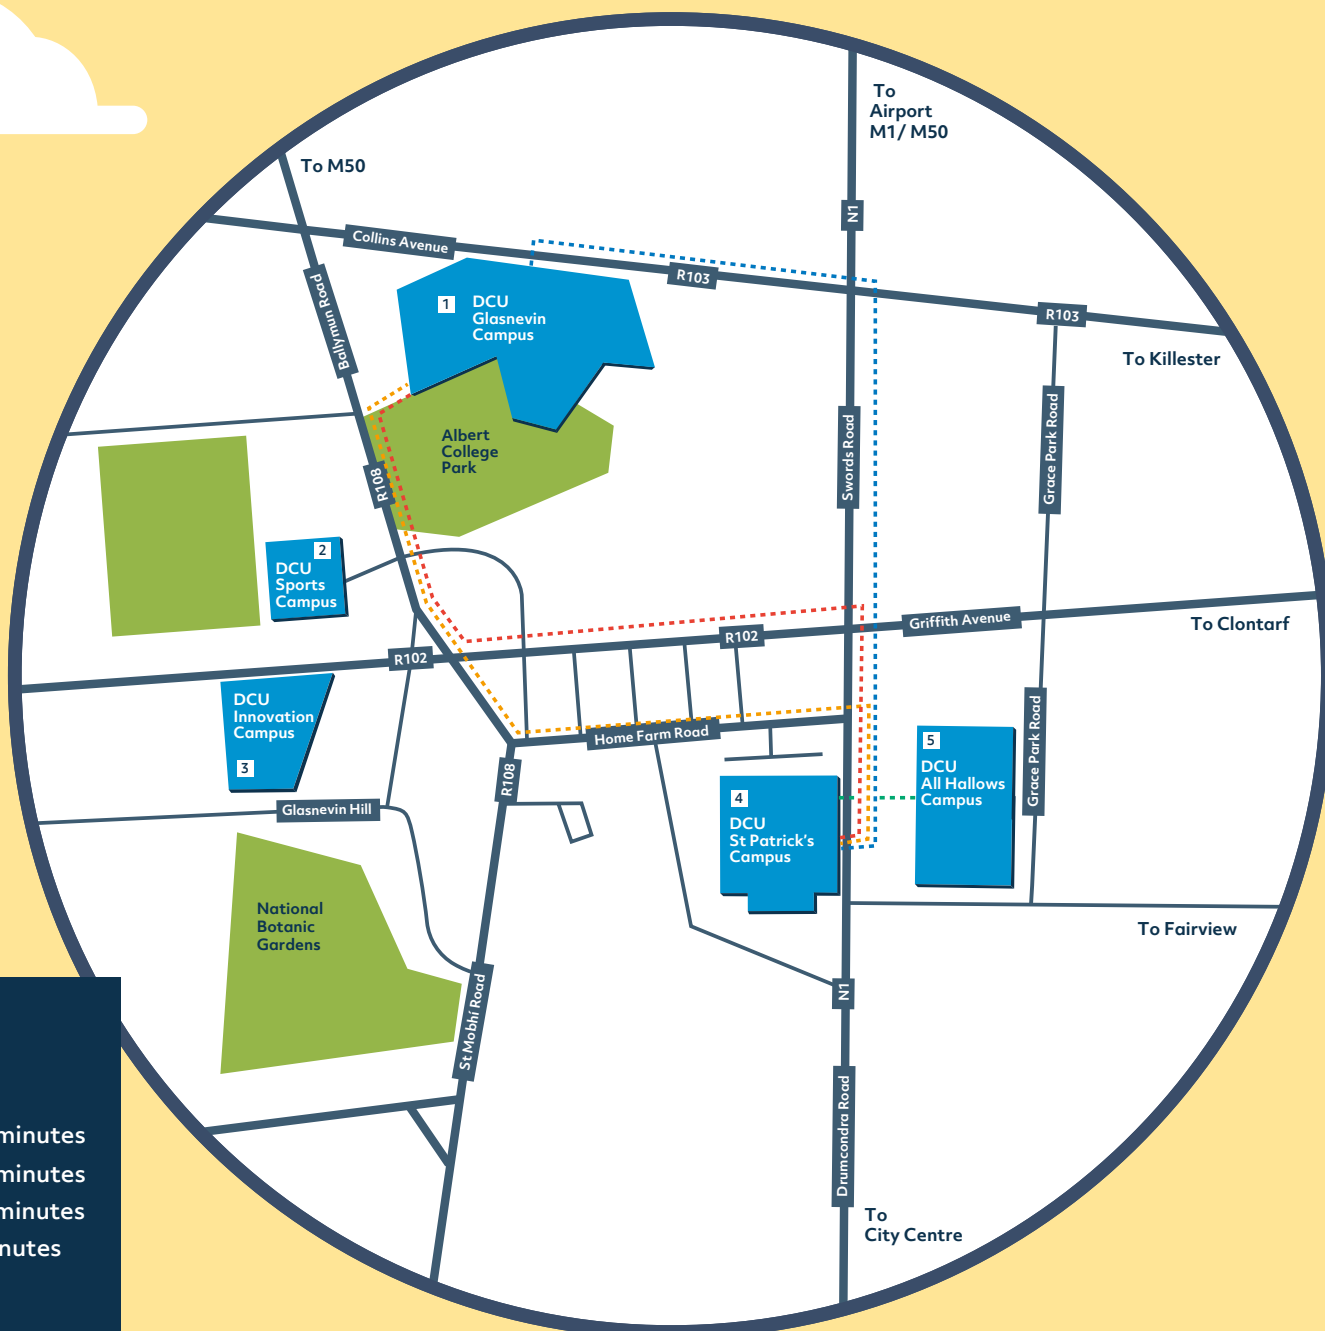 To
Airport
M1/ M50
To M50
N1
Collins Avenue
R103
Ballymun Road
1
DCU
Glasnevin
Campus
R103
To Killester
Grace Park Road
Swords Road
Albert
College
Park
R108
2
DCU
Sports
Campus
R102
Griffith Avenue
To Clontarf
R102
DCU
Innovation
Campus
3
Home Farm Road
Grace Park Road
5
DCU
All Hallows
Campus
R108
4
DCU
St Patrick's
Campus
Glasnevin Hill
National
Botanic
Gardens
To Fairview
N1
St Mobhí Road
Drumcondra Road
minutes
minutes
minutes
nutes
To
City Centre